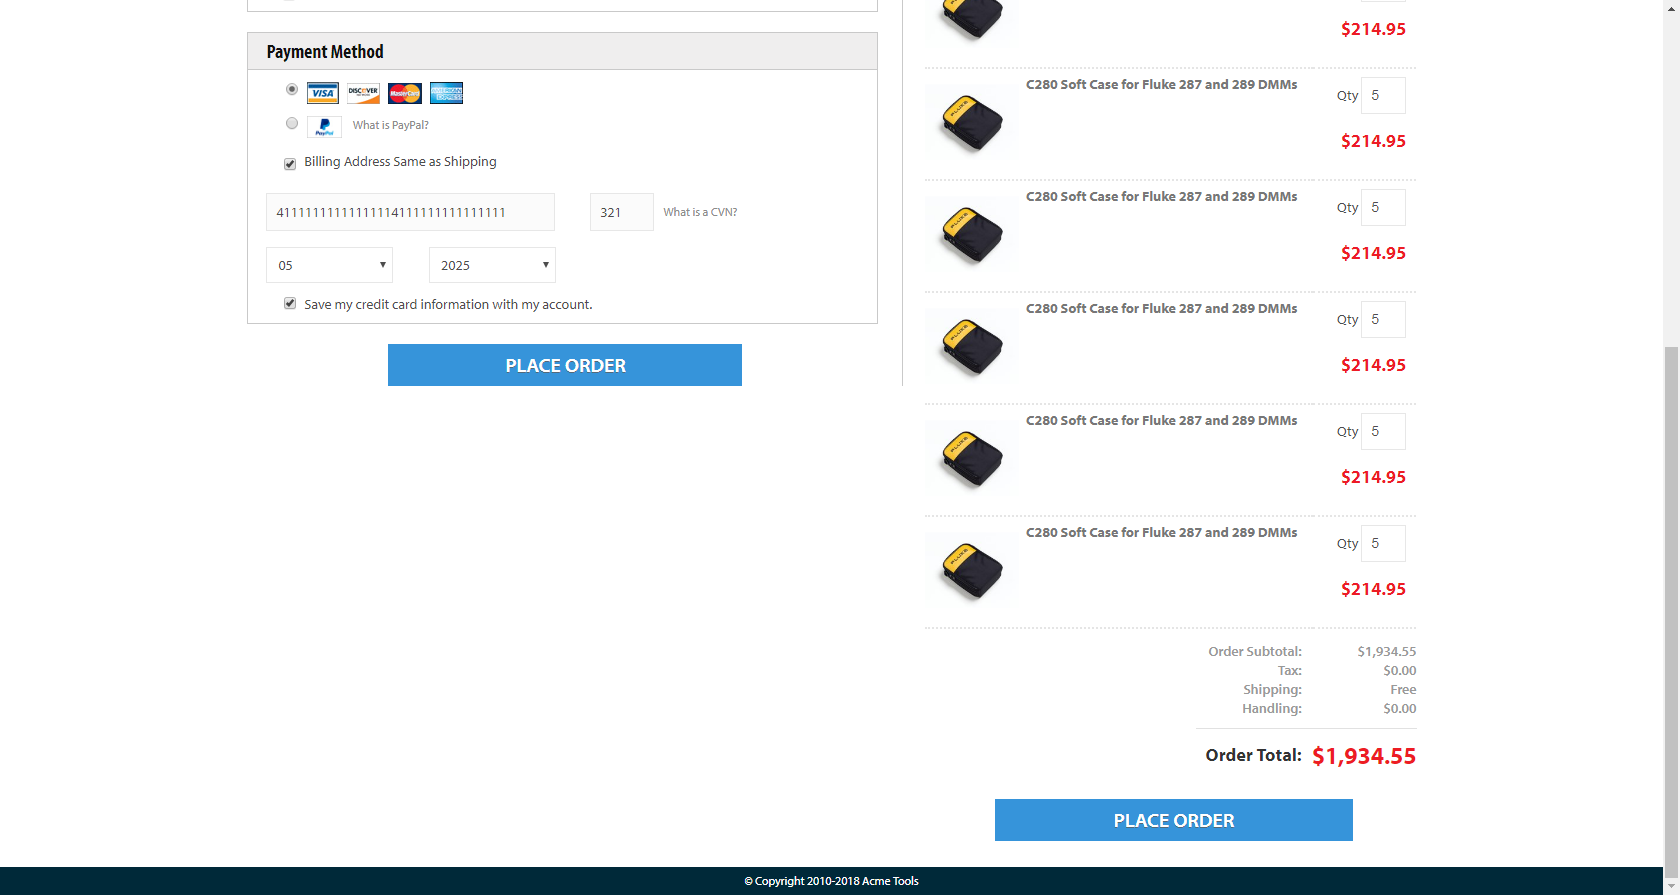 Payment Method
VISA DISCOVER MasterCard AMERICAN EXPRESS
PayPal What is PayPal?
Billing Address Same as Shipping
41111111111111114111111111111111 321 What is a CVN?
05 2025
Save my credit card information with my account.
PLACE ORDER
$214.95
C280 Soft Case for Fluke 287 and 289 DMMs Qty 5
FLUKE
$214.95
C280 Soft Case for Fluke 287 and 289 DMMs Qty 5
FLUKE
$214.95
C280 Soft Case for Fluke 287 and 289 DMMs Qty 5
FLUKE
$214.95
C280 Soft Case for Fluke 287 and 289 DMMs Qty 5
FLUKE
$214.95
C280 Soft Case for Fluke 287 and 289 DMMs Qty 5
FLUKE
$214.95
Order Subtotal: $1,934.55
Tax: $0.00
Shipping: Free
Handling: $0.00
Order Total: $1,934.55
PLACE ORDER
© Copyright 2010-2018 Acme Tools